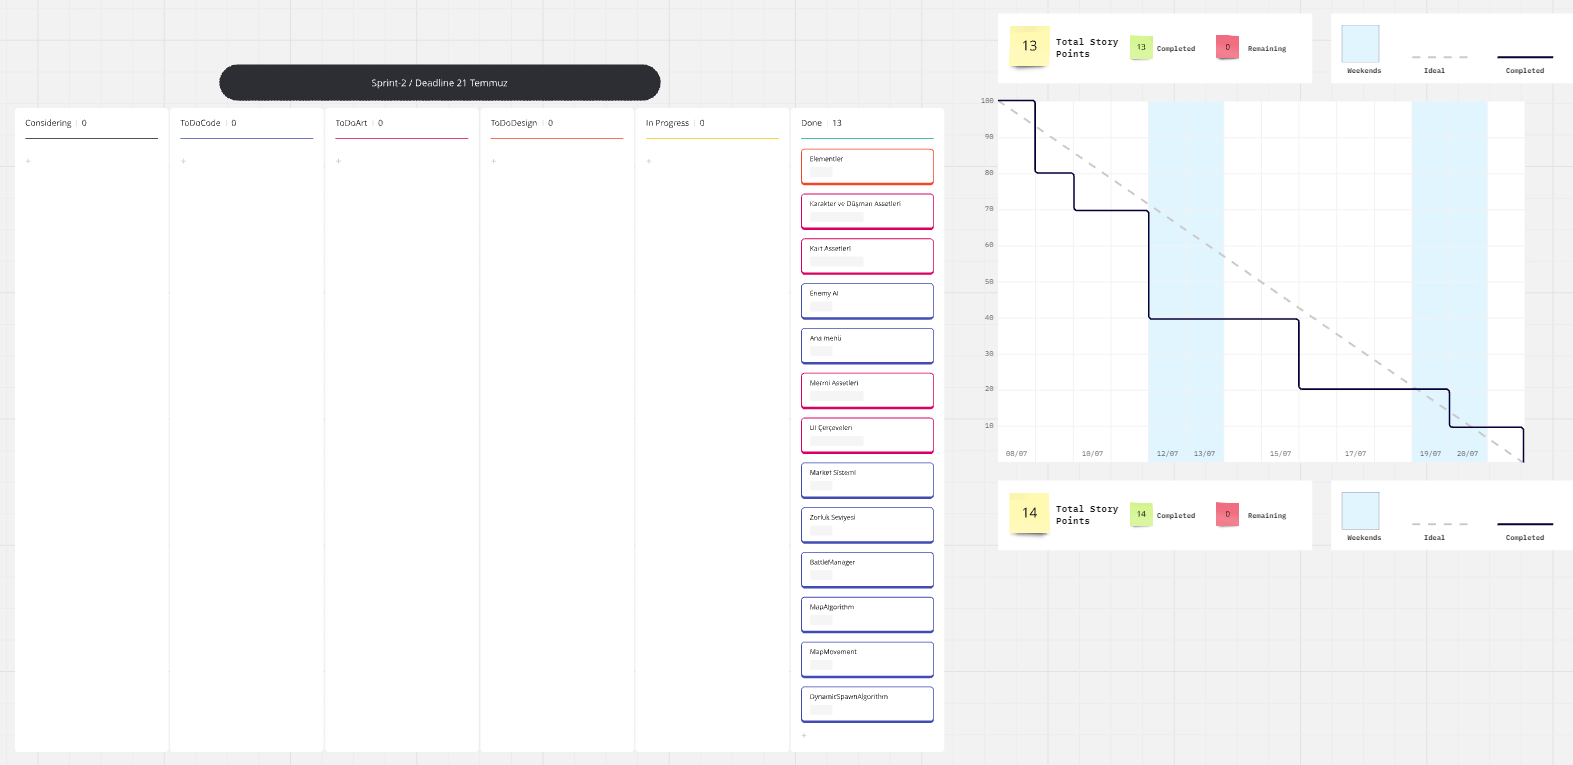 Sprint-2 / Deadline 21 Temmuz
Considering | 0
ToDoCode | 0
ToDoArt | 0
ToDoDesign | 0
In Progress | 0
Done | 13
+
+
+
+
+
Elementler
Karakter ve Düşman Assetleri
Kart Assetleri
Enemy AI
Ana menü
Mermi Assetleri
UI Çerçeveleri
Market Sistemi
Zorluk Seviyesi
BattleManager
MapAlgorithm
MapMovement
DynamicSpawnAlgorithm
+
13
Total Story
Points
13
Completed
0
Remaining
Weekends
Ideal
Completed
100
90
80
70
60
50
40
30
20
10
08/07
10/07
12/07
13/07
15/07
17/07
19/07
20/07
14
Total Story
Points
14
Completed
0
Remaining
Weekends
Ideal
Completed